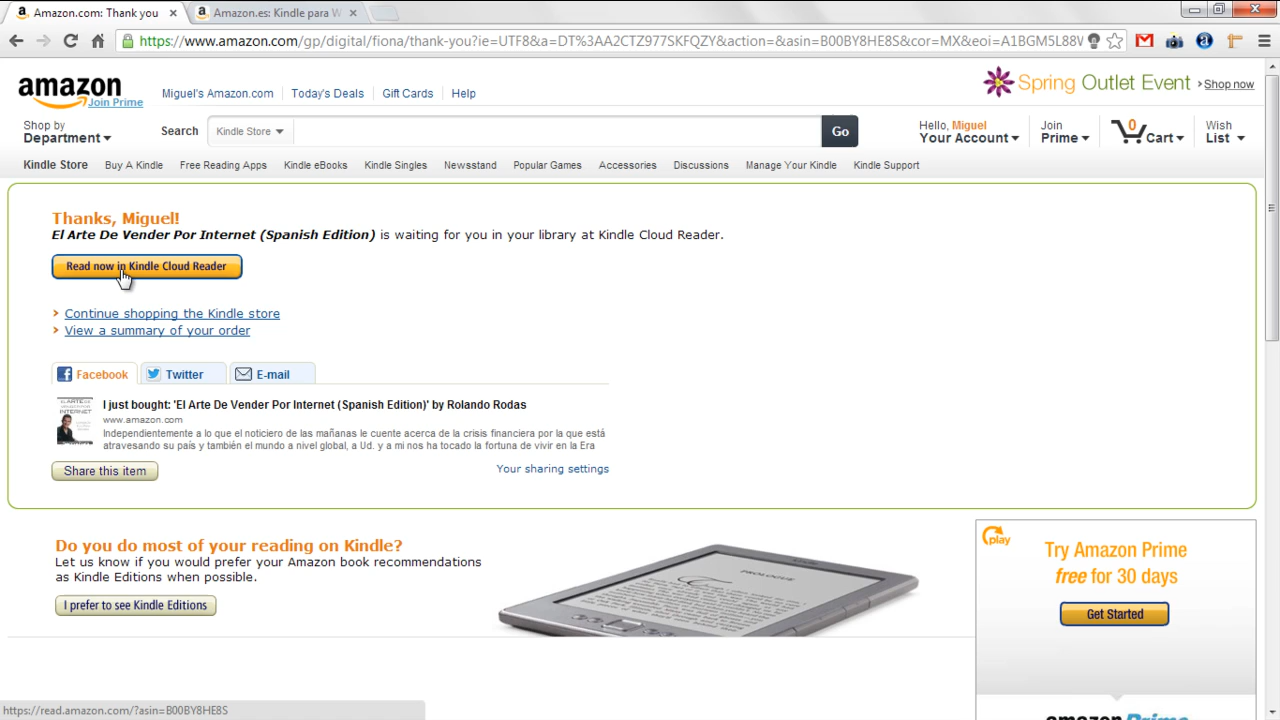 Amazon.com: Thank you
Amazon.es: Kindle para W
https://www.amazon.com/gp/digital/fiona/thank-you?ie=UTF8&a=DT%3AA2CTZ977SKFQZY&action=&asin=B00BY8HE8S&cor=MX&eoi=A1BGM5L88W
amazon
Join Prime
Miguel's Amazon.com
Today's Deals
Gift Cards
Help
Spring Outlet Event
Shop now
Shop by
Department
Search
Kindle Store
Go
Hello, Miguel
Your Account
Join
Prime
0
Cart
Wish
List
Kindle Store
Buy A Kindle
Free Reading Apps
Kindle eBooks
Kindle Singles
Newsstand
Popular Games
Accessories
Discussions
Manage Your Kindle
Kindle Support
Thanks, Miguel!
El Arte De Vender Por Internet (Spanish Edition) is waiting for you in your library at Kindle Cloud Reader.
Read now in Kindle Cloud Reader
Continue shopping the Kindle store
View a summary of your order
Facebook
Twitter
E-mail
I just bought: 'El Arte De Vender Por Internet (Spanish Edition)' by Rolando Rodas
www.amazon.com
Independientemente a lo que el noticiero de las mañanas le cuente acerca de la crisis financiera por la que está
atravesando su país y también el mundo a nivel global, a Ud. y a mi nos ha tocado la fortuna de vivir en la Era
Share this item
Your sharing settings
Do you do most of your reading on Kindle?
Let us know if you would prefer your Amazon book recommendations
as Kindle Editions when possible.
I prefer to see Kindle Editions
PROLOGUE
play
Try Amazon Prime
free for 30 days
Get Started
amazon Prime
https://read.amazon.com/?asin=B00BY8HE8S